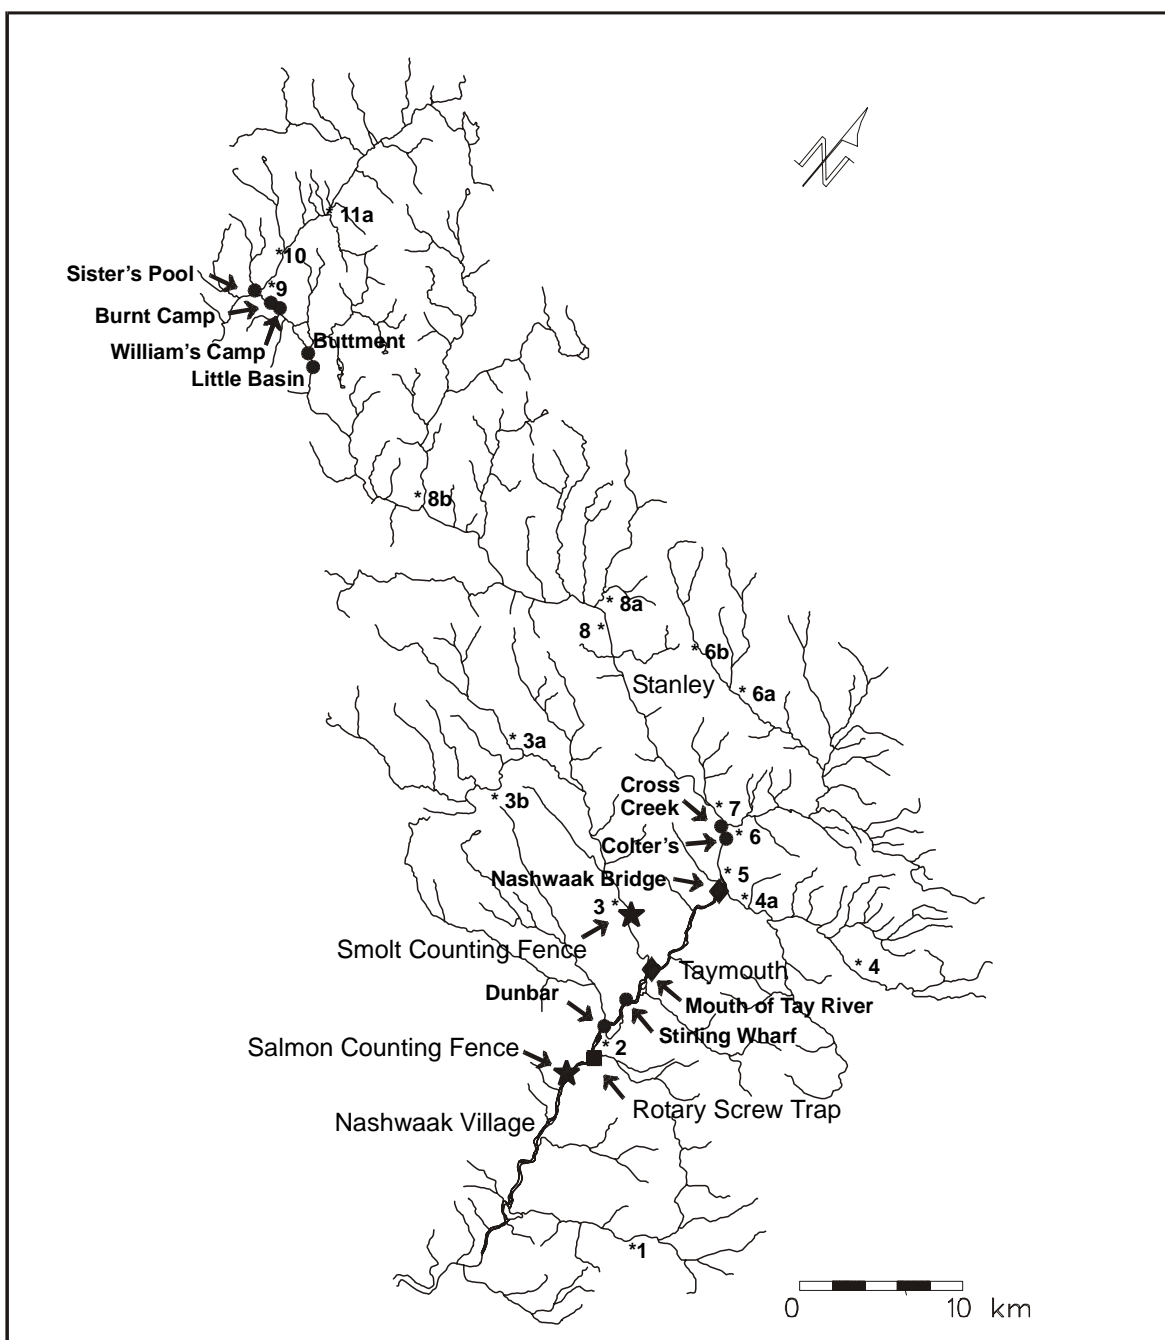 N
* 11a
*10
Sister's Pool
*9
Burnt Camp
Buttment
William's Camp
Little Basin
* 8b
* 8a
8 *
* 6b
Stanley
* 6a
* 3a
Cross
Creek
* 3b
* 7
* 6
Colter's
* 5
Nashwaak Bridge
* 4a
3 *
Smolt Counting Fence
* 4
Taymouth
Dunbar
Mouth of Tay River
Stirling Wharf
* 2
Salmon Counting Fence
Rotary Screw Trap
Nashwaak Village
*1
0 10 km